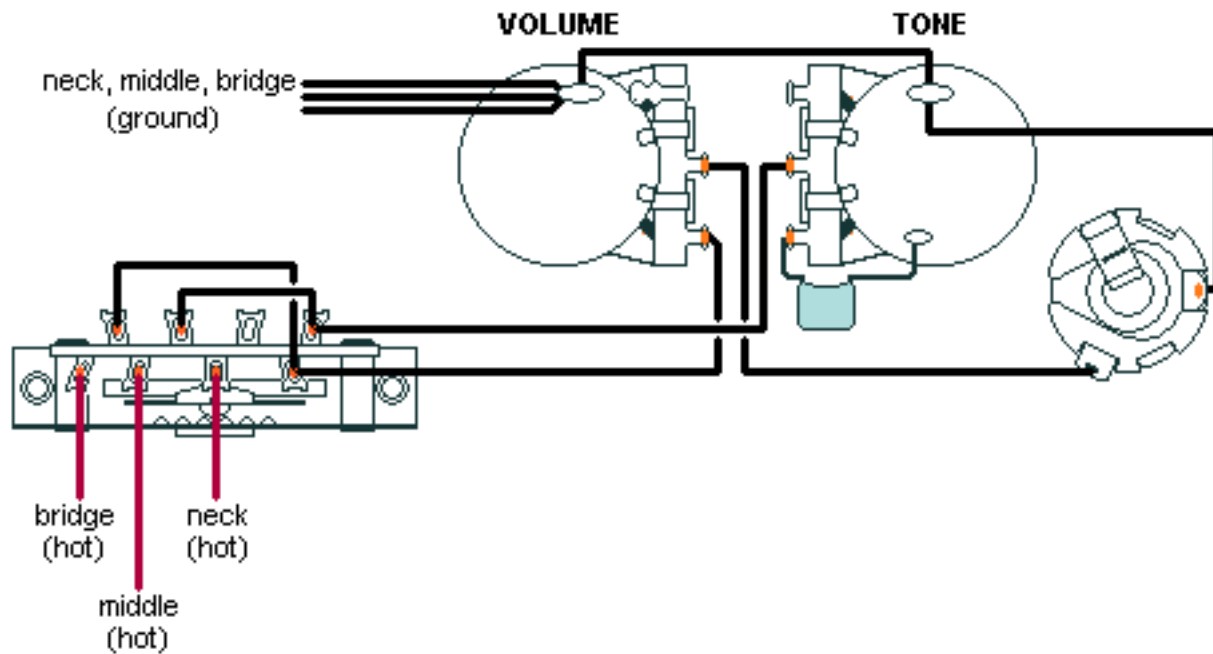 VOLUME
TONE
neck, middle, bridge
(ground)
bridge
(hot)
neck
(hot)
middle
(hot)